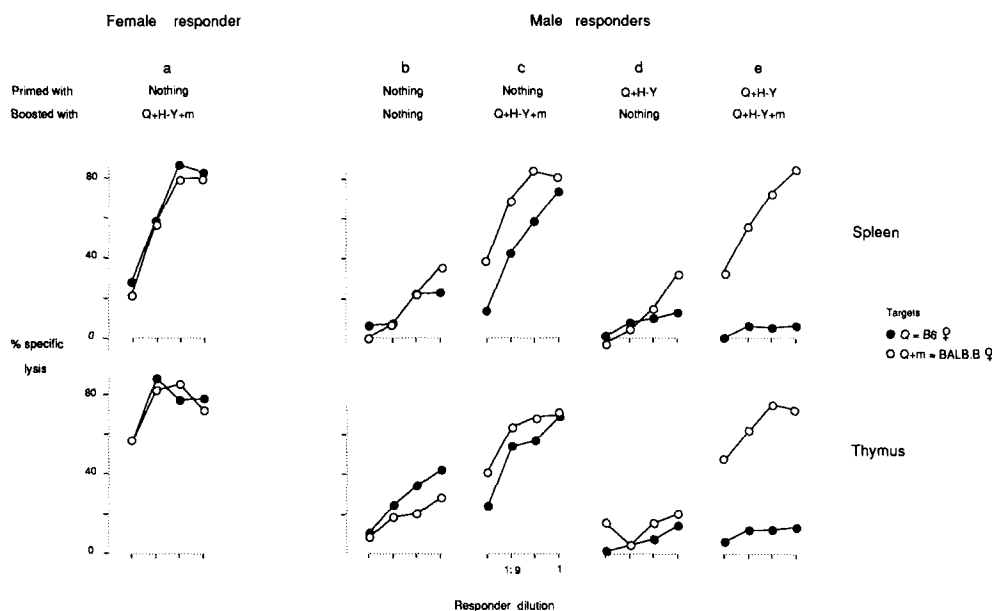 Female responder
Male responders
a
b
c
d
e
Primed with
Nothing
Nothing
Nothing
Q+H-Y
Q+H-Y
Boosted with
Q+H-Y+m
Nothing
Q+H-Y+m
Nothing
Q+H-Y+m
80
40
0
Spleen
% specific
lysis
Targets
● Q = B6 ♀
○ Q+m = BALB.B ♀
80
40
0
Thymus
1:9
1
Responder dilution